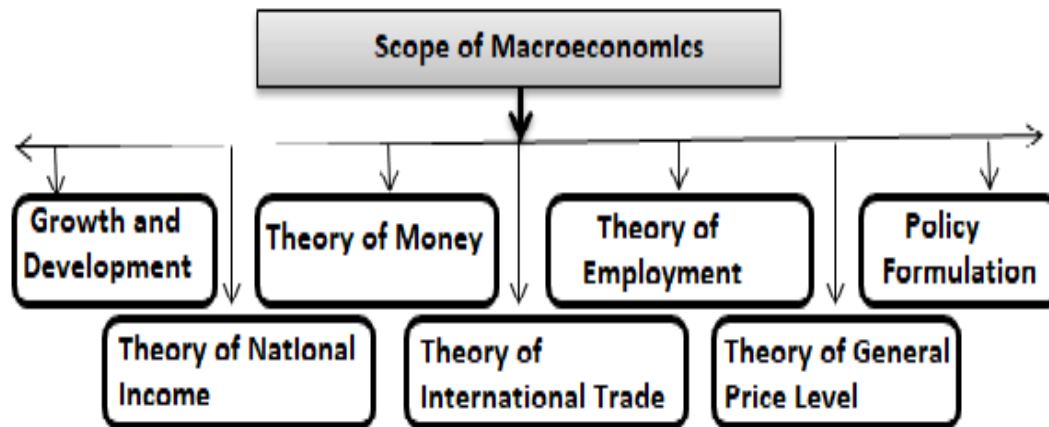 Scope of Macroeconomics
Growth and
Development
Theory of Money
Theory of
Employment
Policy
Formulation
Theory of National
Income
Theory of
International Trade
Theory of General
Price Level